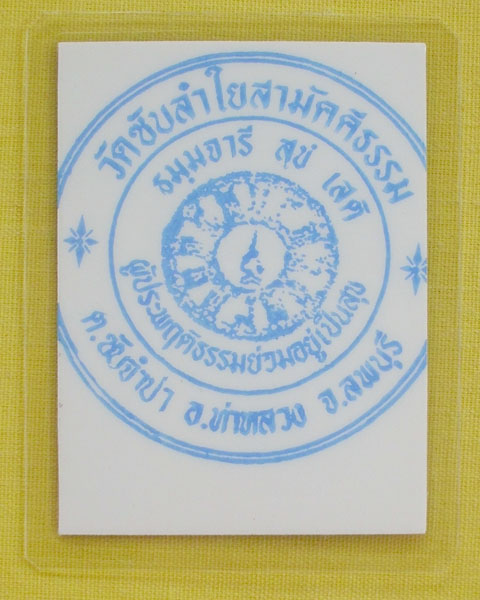 วัดซับลำใยสามัคคีธรรม
ธมฺมจารี สุขํ เสติ
ผู้ประพฤติธรรมย่อมอยู่เป็นสุข
ต.ซับจำปา อ.ท่าหลวง จ.ลพบุรี